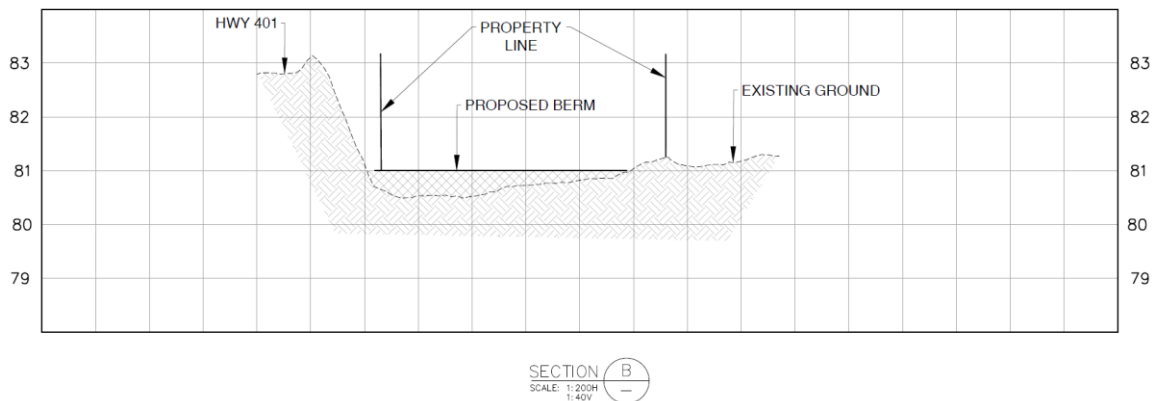 HWY 401
PROPERTY
LINE
83
83
PROPOSED BERM
EXISTING GROUND
82
82
81
81
80
80
79
79
SECTION
B
SCALE: 1:200H
1:40V